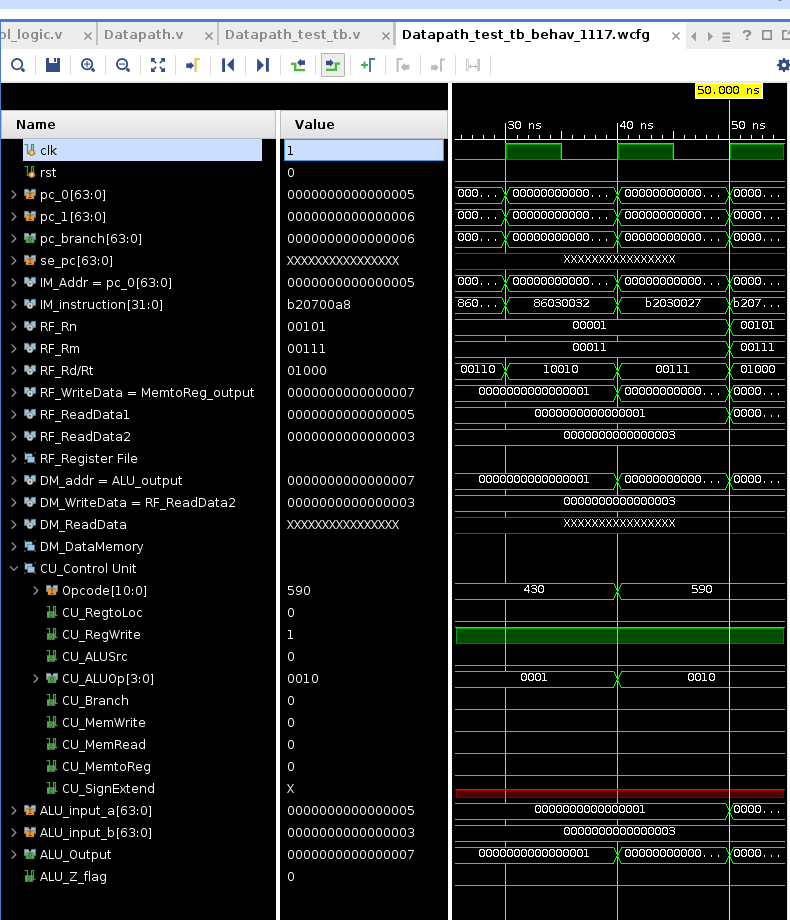 ol_logic.v × Datapath.v × Datapath_test_tb.v × Datapath_test_tb_behav_1117.wcfg ×
50.000 ns
Name Value 30 ns 40 ns 50 ns
clk 1
rst 0
pc_0[63:0] 0000000000000005 000... 00000000000... 00000000000... 0000...
pc_1[63:0] 0000000000000006 000... 00000000000... 00000000000... 0000...
pc_branch[63:0] 0000000000000006 000... 00000000000... 00000000000... 0000...
se_pc[63:0] XXXXXXXXXXXXXXXX XXXXXXXXXXXXXXXX
IM_Addr = pc_0[63:0] 0000000000000005 000... 00000000000... 00000000000... 0000...
IM_instruction[31:0] b20700a8 860... 86030032 b2030027 b207...
RF_Rn 00101 00001 00101
RF_Rm 00111 00011 00111
RF_Rd/Rt 01000 00110 10010 00111 01000
RF_WriteData = MemtoReg_output 0000000000000007 0000000000000001 00000000000... 0000...
RF_ReadData1 0000000000000005 0000000000000001 0000...
RF_ReadData2 0000000000000003 0000000000000003
RF_Register File
DM_addr = ALU_output 0000000000000007 0000000000000001 00000000000... 0000...
DM_WriteData = RF_ReadData2 0000000000000003 0000000000000003
DM_ReadData XXXXXXXXXXXXXXXX XXXXXXXXXXXXXXXX
DM_DataMemory
CU_Control Unit
Opcode[10:0] 590 430 590
CU_RegtoLoc 0
CU_RegWrite 1
CU_ALUSrc 0
CU_ALUOp[3:0] 0010 0001 0010
CU_Branch 0
CU_MemWrite 0
CU_MemRead 0
CU_MemtoReg 0
CU_SignExtend X
ALU_input_a[63:0] 0000000000000005 0000000000000001 0000...
ALU_input_b[63:0] 0000000000000003 0000000000000003
ALU_Output 0000000000000007 0000000000000001 00000000000... 0000...
ALU_Z_flag 0